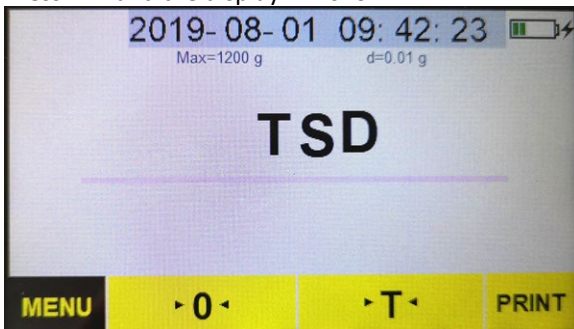 2019-08-01 09:42:23
Max=1200 g d=0.01 g
TSD
MENU ▸0◂ ▸T◂ PRINT